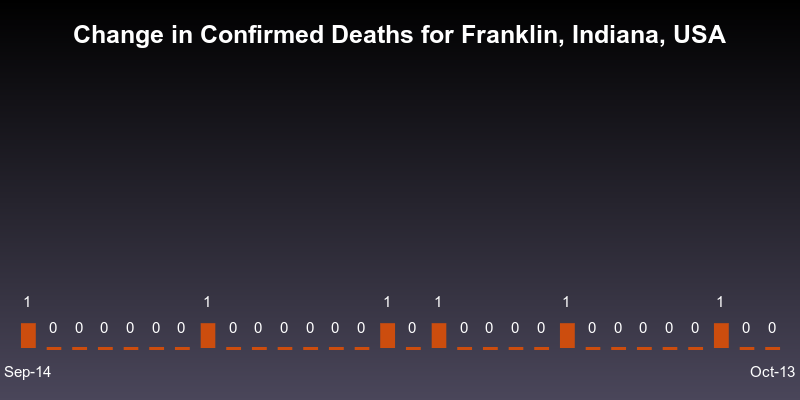 Change in Confirmed Deaths for Franklin, Indiana, USA
1 0 0 0 0 0 0 1 0 0 0 0 0 0 1 0 1 0 0 0 0 1 0 0 0 0 0 1 0 0
Sep-14 Oct-13